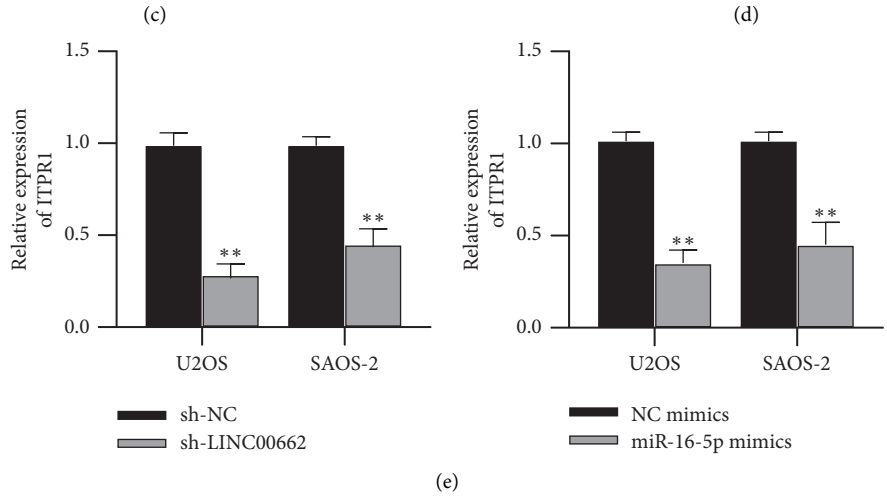 (c)
(d)
Relative expression
of ITPR1
1.5
1.0
0.5
0.0
**
**
U2OS
SAOS-2
sh-NC
sh-LINC00662
Relative expression
of ITPR1
1.5
1.0
0.5
0.0
**
**
U2OS
SAOS-2
NC mimics
miR-16-5p mimics
(e)